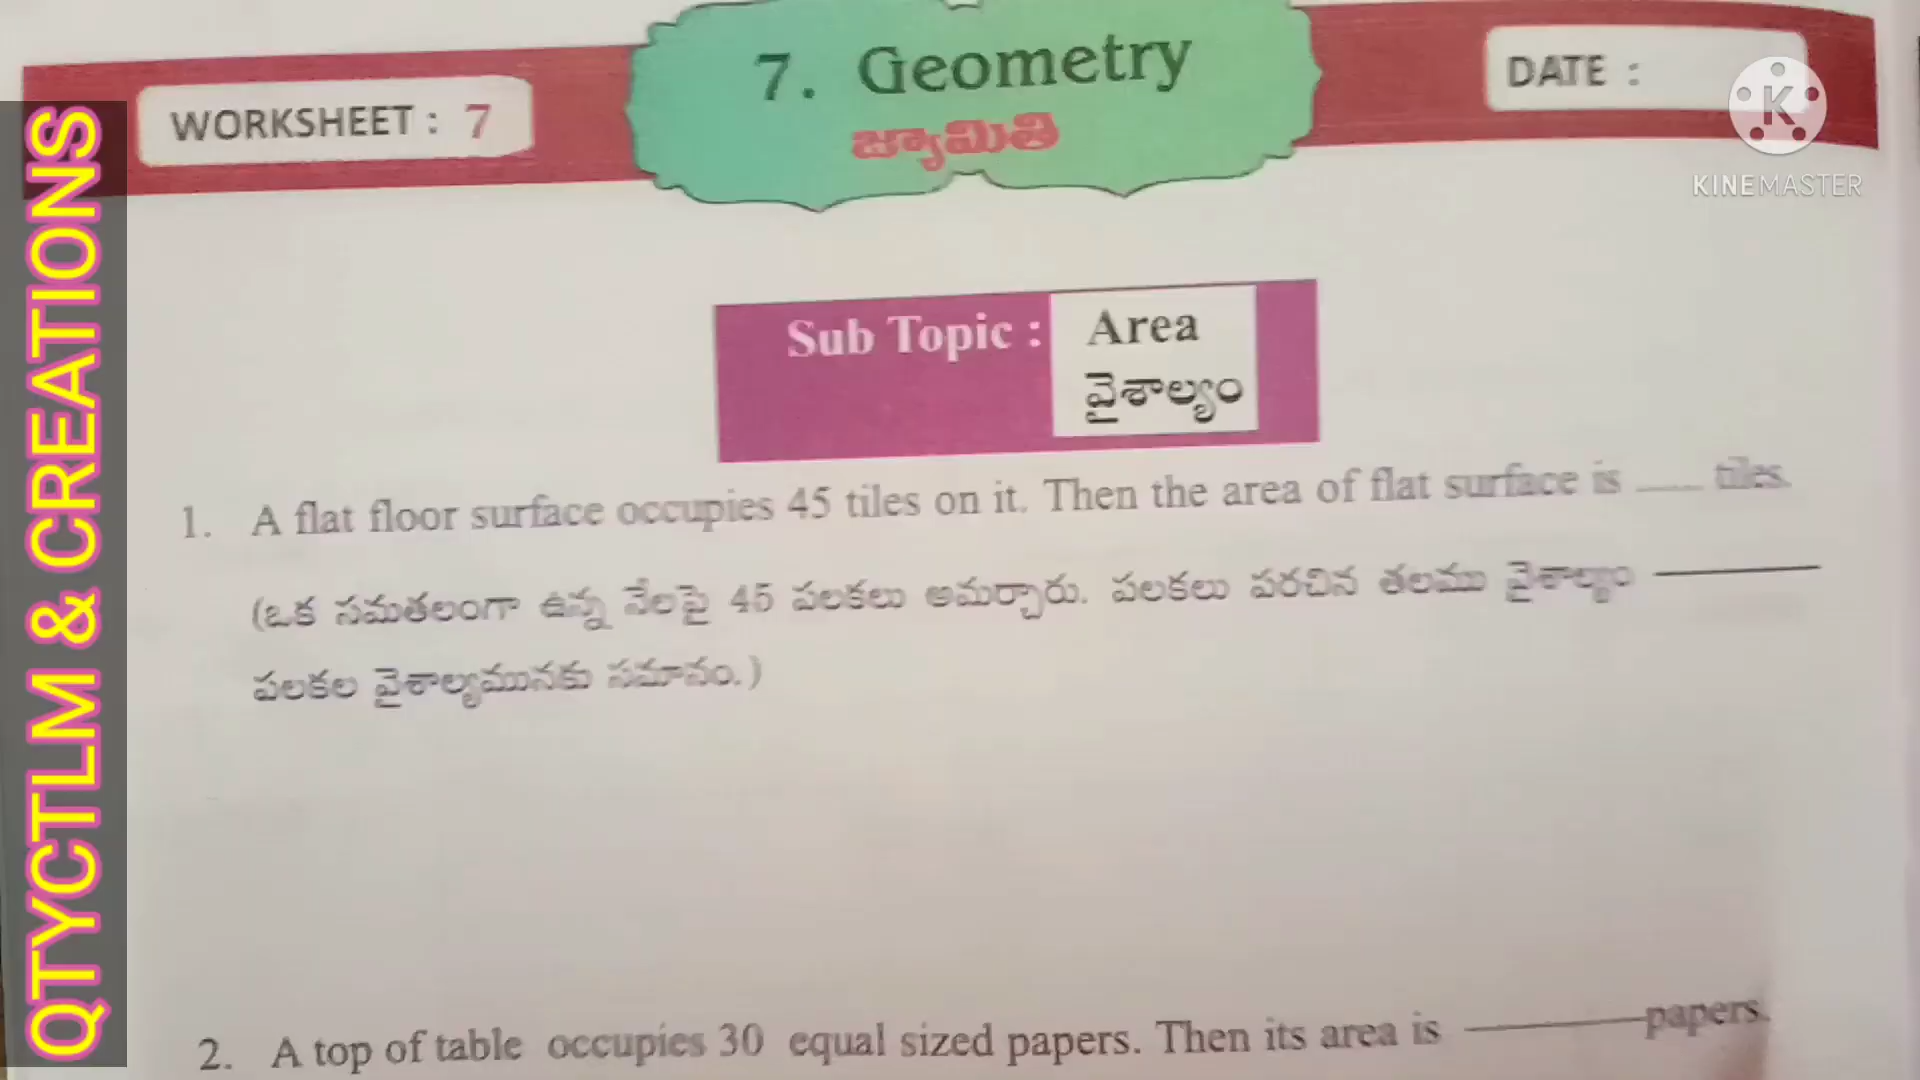 7. Geometry
జ్యామితి
WORKSHEET : 7
DATE :
KINEMASTER
QTYCTLM & CREATIONS
Sub Topic : Area
వైశాల్యం
1. A flat floor surface occupies 45 tiles on it. Then the area of flat surface is ____ tiles.
(ఒక సమతలంగా ఉన్న నేలపై 45 పలకలు అమర్చారు. పలకలు పరచిన తలము వైశాల్యం ________
పలకల వైశాల్యమునకు సమానం.)
2. A top of table occupies 30 equal sized papers. Then its area is ________ papers.